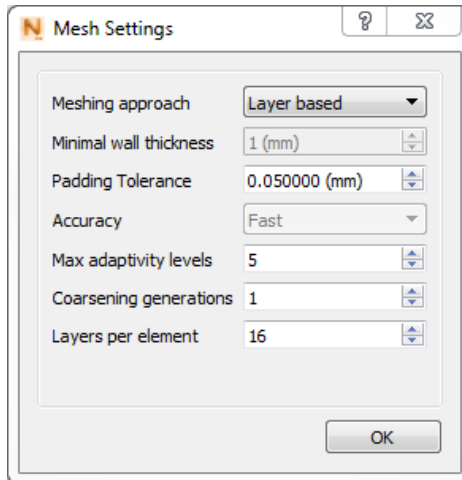 N Mesh Settings ?
Meshing approach Layer based
Minimal wall thickness 1 (mm)
Padding Tolerance 0.050000 (mm)
Accuracy Fast
Max adaptivity levels 5
Coarsening generations 1
Layers per element 16
OK